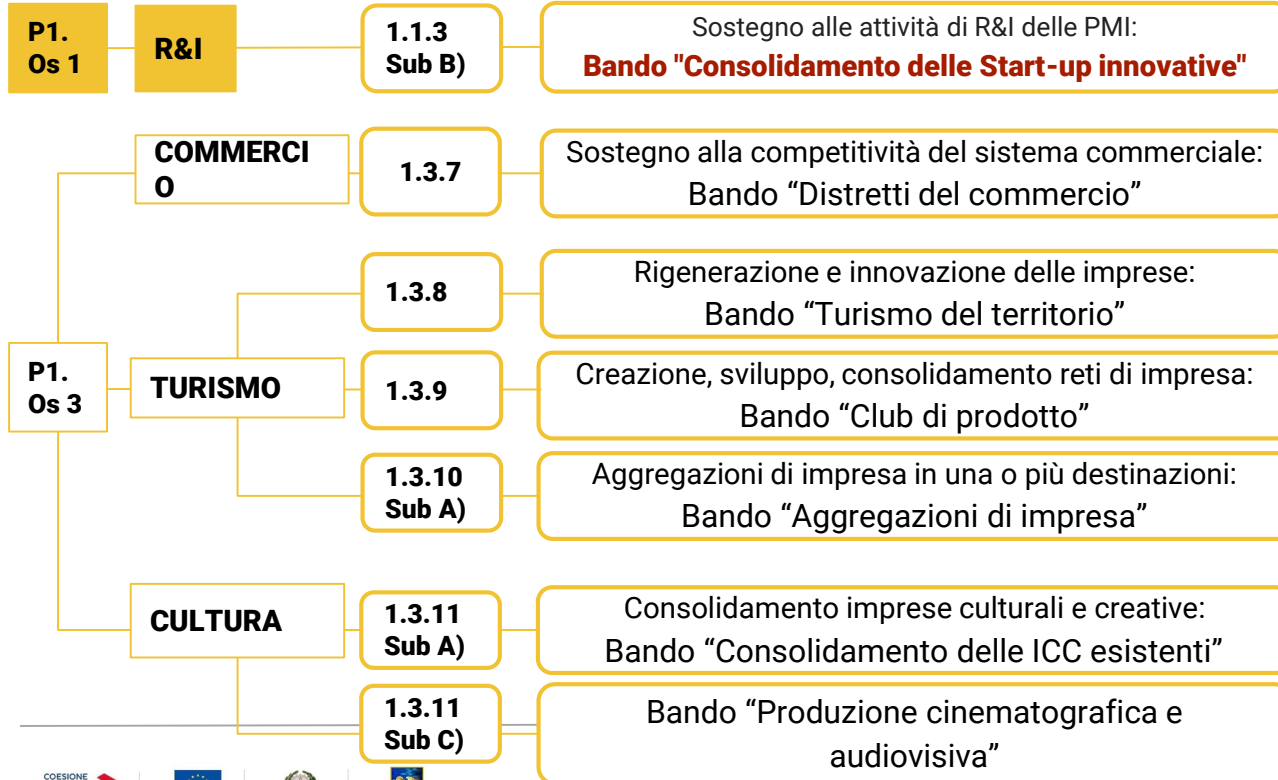 P1.
Os 1
R&I
1.1.3
Sub B)
Sostegno alle attività di R&I delle PMI:
Bando "Consolidamento delle Start-up innovative"
COMMERCI
O
1.3.7
Sostegno alla competitività del sistema commerciale:
Bando “Distretti del commercio”
1.3.8
Rigenerazione e innovazione delle imprese:
Bando “Turismo del territorio”
P1.
Os 3
TURISMO
1.3.9
Creazione, sviluppo, consolidamento reti di impresa:
Bando “Club di prodotto”
1.3.10
Sub A)
Aggregazioni di impresa in una o più destinazioni:
Bando “Aggregazioni di impresa”
CULTURA
1.3.11
Sub A)
Consolidamento imprese culturali e creative:
Bando “Consolidamento delle ICC esistenti”
1.3.11
Sub C)
Bando “Produzione cinematografica e
audiovisiva”
COESIONE